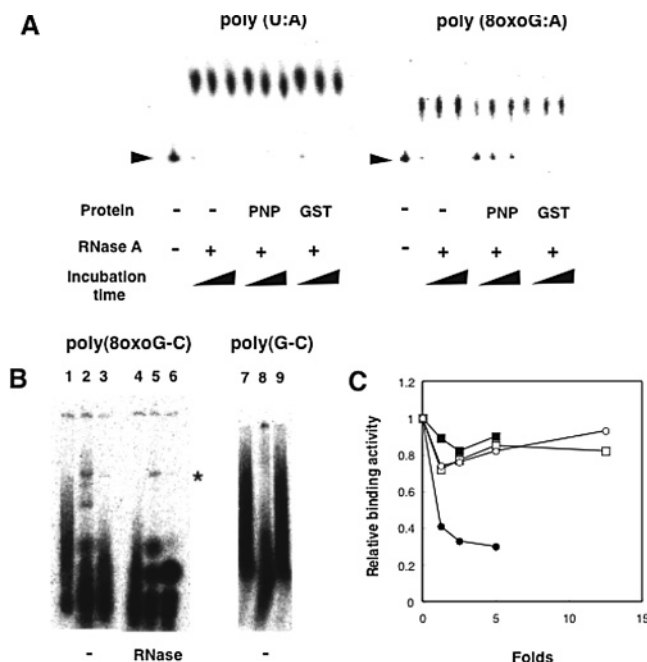 A
poly (U:A) poly (8oxoG:A)
Protein - - PNP GST - - PNP GST
RNase A - + + + - + + +
Incubation time
B
poly(8oxoG-C) poly(G-C)
1 2 3 4 5 6 7 8 9
*
- RNase -
C
Relative binding activity
1.2
1
0.8
0.6
0.4
0.2
0
0 5 10 15
Folds